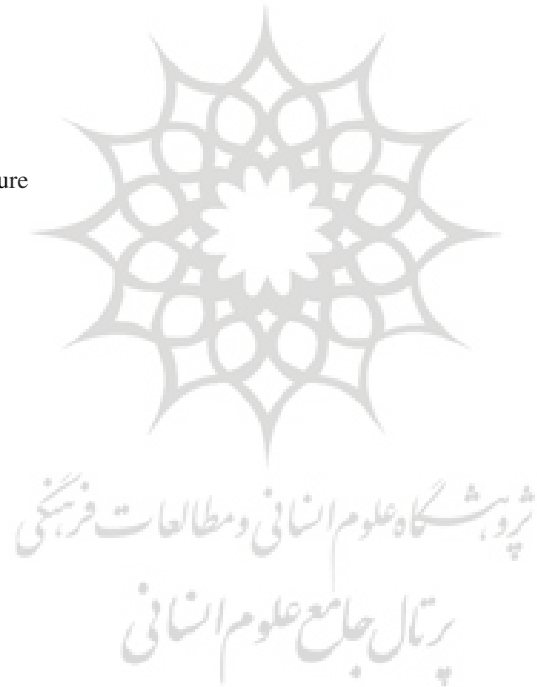 ure
پژوهشگاه علوم انسانی و مطالعات فرهنگی
پرتال جامع علوم انسانی